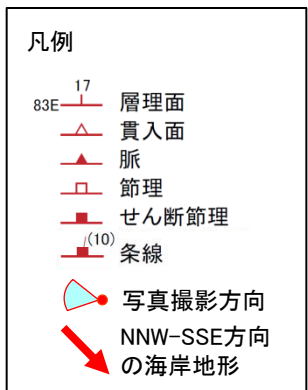 凡例
17
83E 層理面
貫入面
脈
節理
せん断節理
(10)
条線
写真撮影方向
NNW-SSE方向
の海岸地形